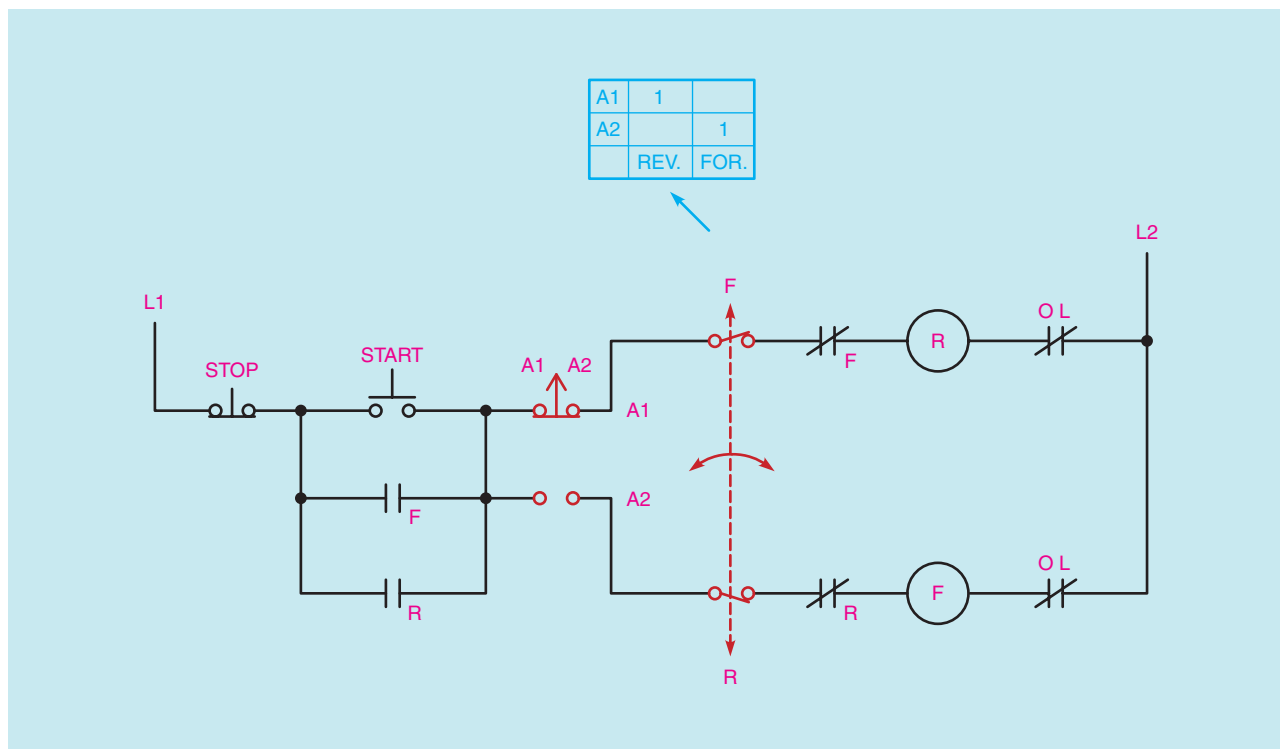 A1 1
A2 1
REV. FOR.
L2
F
L1
O L
R
START
STOP
F
A1 A2
A1
A2
F
O L
F
R
R
R